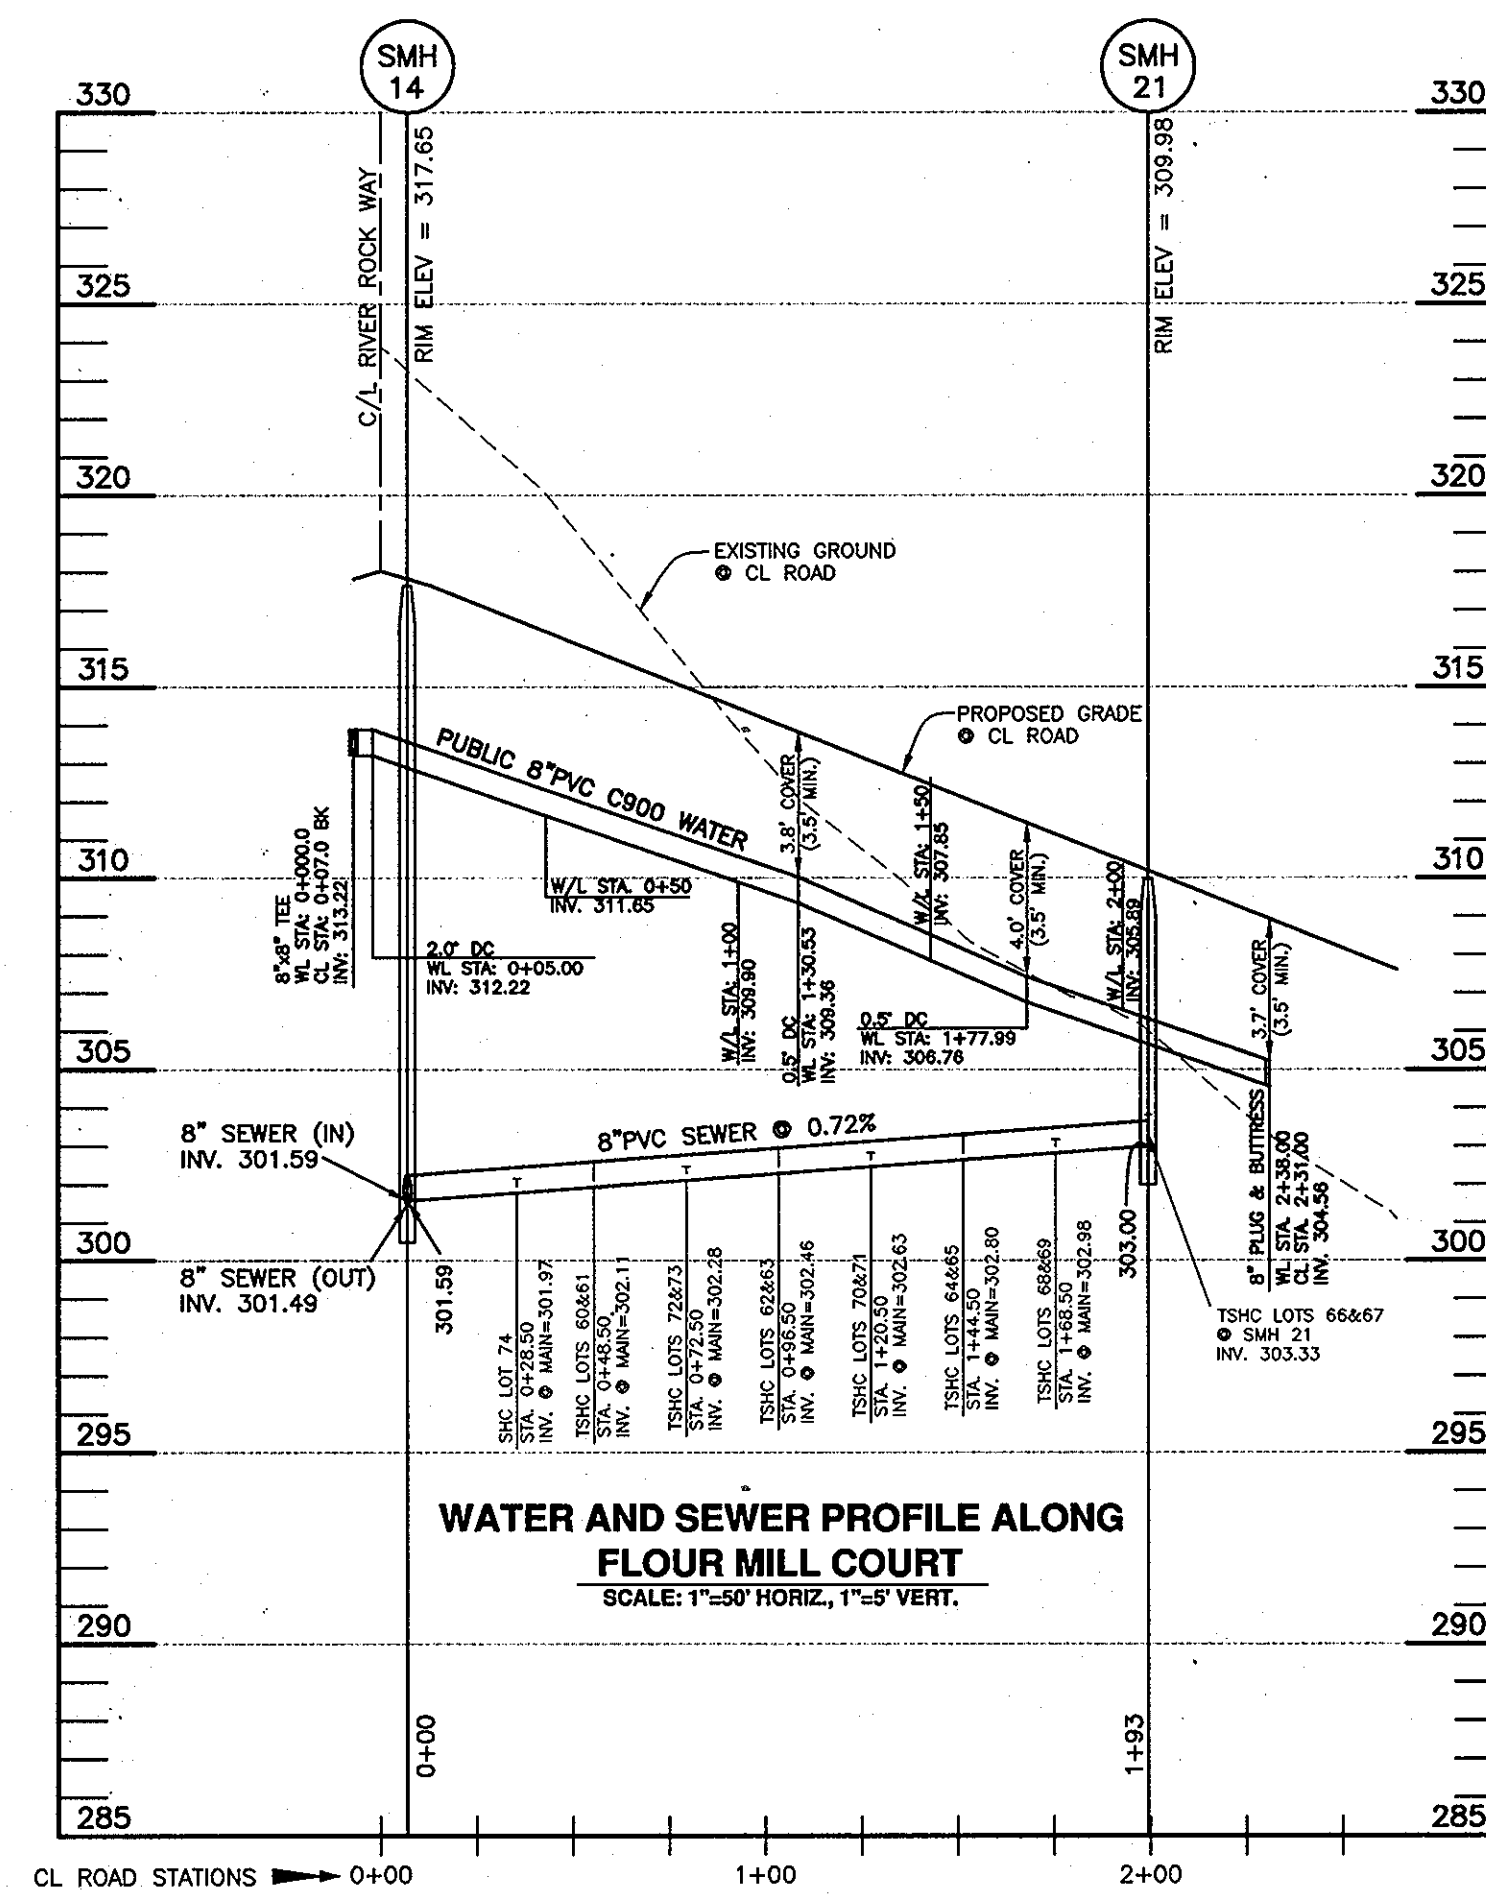 SMH
14
SMH
21
330
330
C/L RIVER ROCK WAY
RIM ELEV = 317.65
RIM ELEV = 309.98
325
325
320
320
EXISTING GROUND
@ CL ROAD
315
315
PROPOSED GRADE
@ CL ROAD
PUBLIC 8"PVC C900 WATER
3.8' COVER
(3.5' MIN.)
W/L STA: 1+50
INV: 307.85
310
310
8"x8" TEE
WL STA: 0+000.0
CL STA: 0+07.0 BK
INV: 313.22
W/L STA. 0+50
INV. 311.65
2.0° DC
WL STA: 0+05.00
INV: 312.22
W/L STA: 1+00
INV: 309.90
0.5° DC
WL STA: 1+30.53
INV: 309.36
4.0' COVER
(3.5' MIN.)
0.5° DC
WL STA: 1+77.99
INV: 306.76
W/L STA: 2+00
INV: 305.89
3.7' COVER
(3.5' MIN.)
305
305
8" PLUG & BUTTRESS
WL STA. 2+38.00
CL STA. 2+31.00
INV. 304.56
8" SEWER (IN)
INV. 301.59
8"PVC SEWER @ 0.72%
300
300
8" SEWER (OUT)
INV. 301.49
301.59
SHC LOT 74
STA. 0+28.50
INV. @ MAIN=301.97
TSHC LOTS 60&61
STA. 0+48.50
INV. @ MAIN=302.11
TSHC LOTS 72&73
STA. 0+72.50
INV. @ MAIN=302.28
TSHC LOTS 62&63
STA. 0+96.50
INV. @ MAIN=302.46
TSHC LOTS 70&71
STA. 1+20.50
INV. @ MAIN=302.63
TSHC LOTS 64&65
STA. 1+44.50
INV. @ MAIN=302.80
TSHC LOTS 68&69
STA. 1+68.50
INV. @ MAIN=302.98
303.00
TSHC LOTS 66&67
@ SMH 21
INV. 303.33
295
295
WATER AND SEWER PROFILE ALONG
FLOUR MILL COURT
SCALE: 1"=50' HORIZ., 1"=5' VERT.
290
290
0+00
1+93
285
285
CL ROAD STATIONS
0+00
1+00
2+00